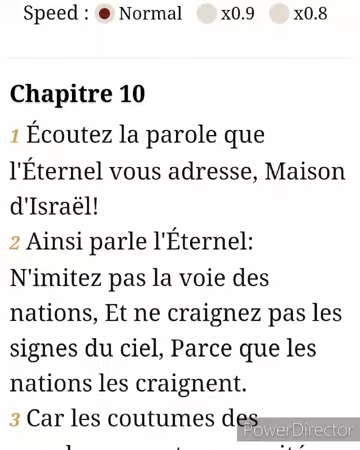 Speed : Normal x0.9 x0.8
Chapitre 10
1 Écoutez la parole que
l'Éternel vous adresse, Maison
d'Israël!
2 Ainsi parle l'Éternel:
N'imitez pas la voie des
nations, Et ne craignez pas les
signes du ciel, Parce que les
nations les craignent.
3 Car les coutumes des
PowerDirector